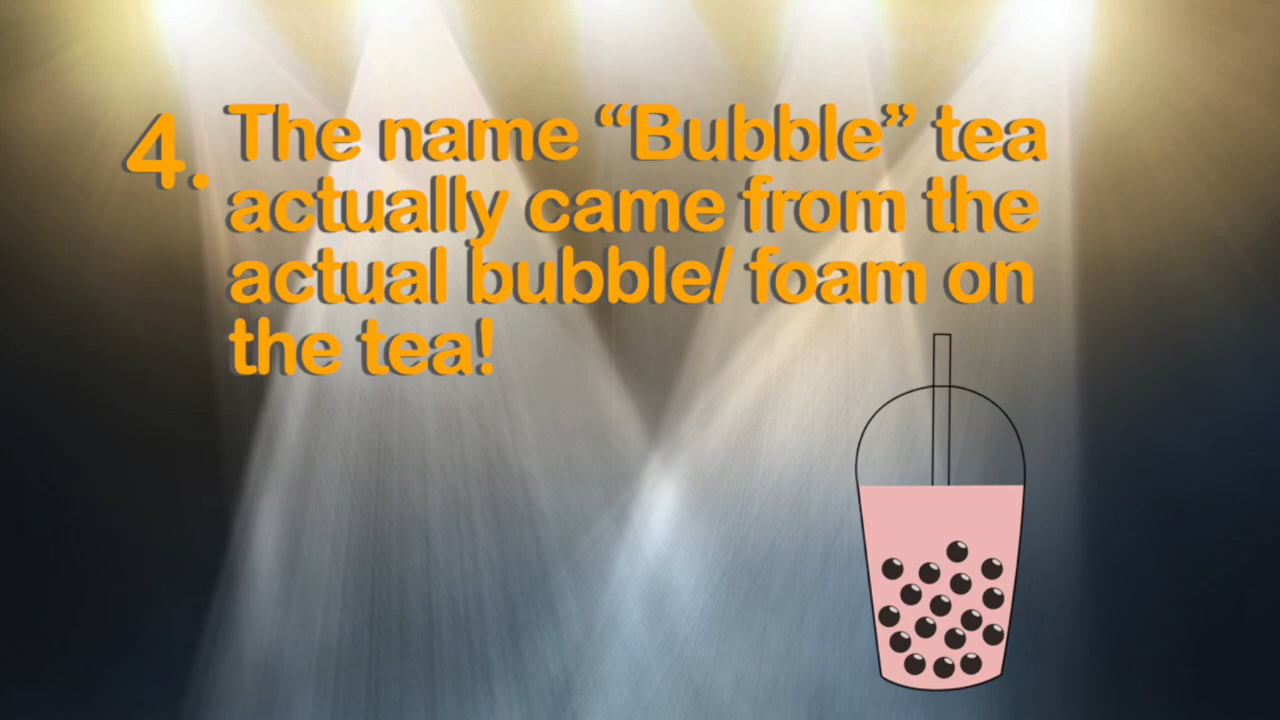 4. The name “Bubble” tea
actually came from the
actual bubble/ foam on
the tea!